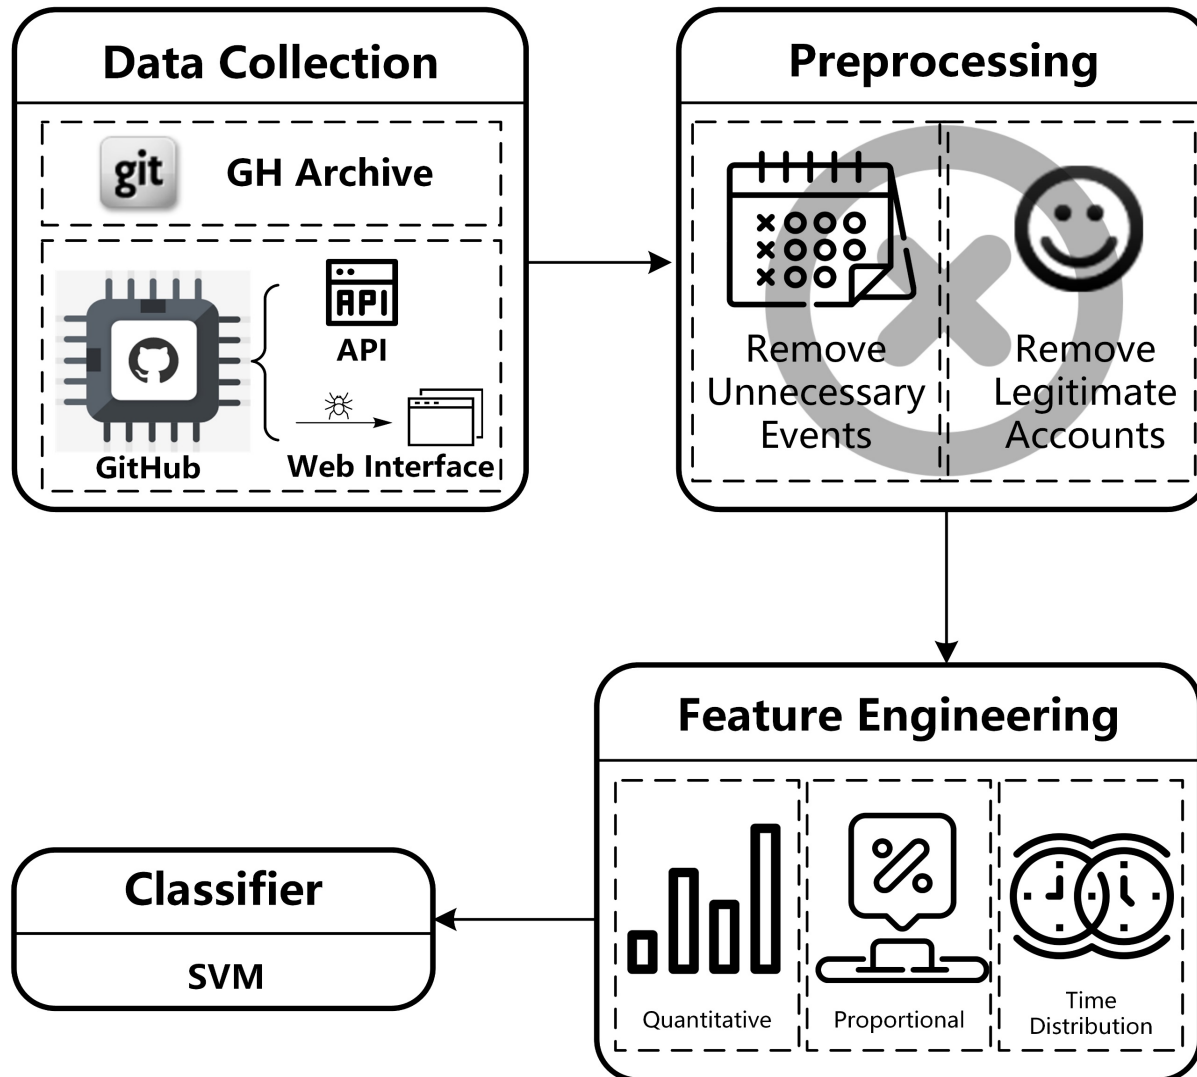 Data Collection
git
GH Archive
API
API
GitHub
Web Interface
Preprocessing
Remove
Unnecessary
Events
Remove
Legitimate
Accounts
Feature Engineering
Quantitative
%
Proportional
Time
Distribution
Classifier
SVM